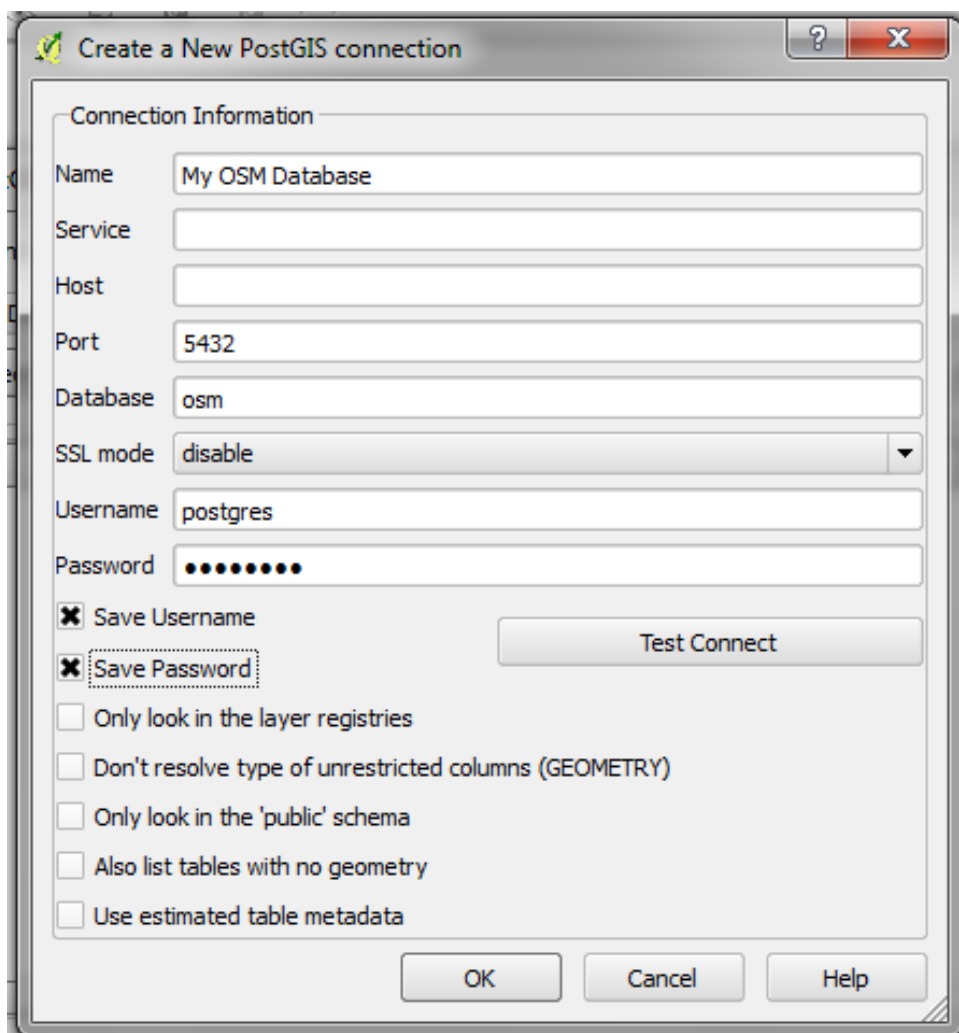 Create a New PostGIS connection
Connection Information
Name My OSM Database
Service
Host
Port 5432
Database osm
SSL mode disable
Username postgres
Password ●●●●●●●●
Save Username
Test Connect
Save Password
Only look in the layer registries
Don't resolve type of unrestricted columns (GEOMETRY)
Only look in the 'public' schema
Also list tables with no geometry
Use estimated table metadata
OK Cancel Help